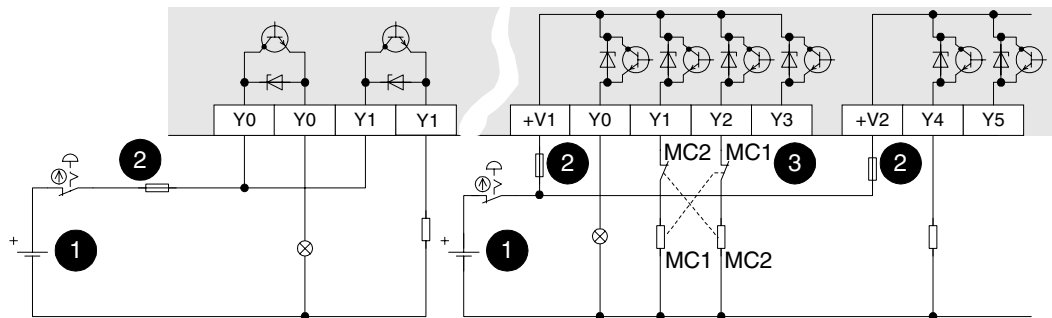 Y0 Y0 Y1 Y1 +V1 Y0 Y1 Y2 Y3 +V2 Y4 Y5
2 2 MC2 MC1 3 2
+ 1 + 1 MC1 MC2